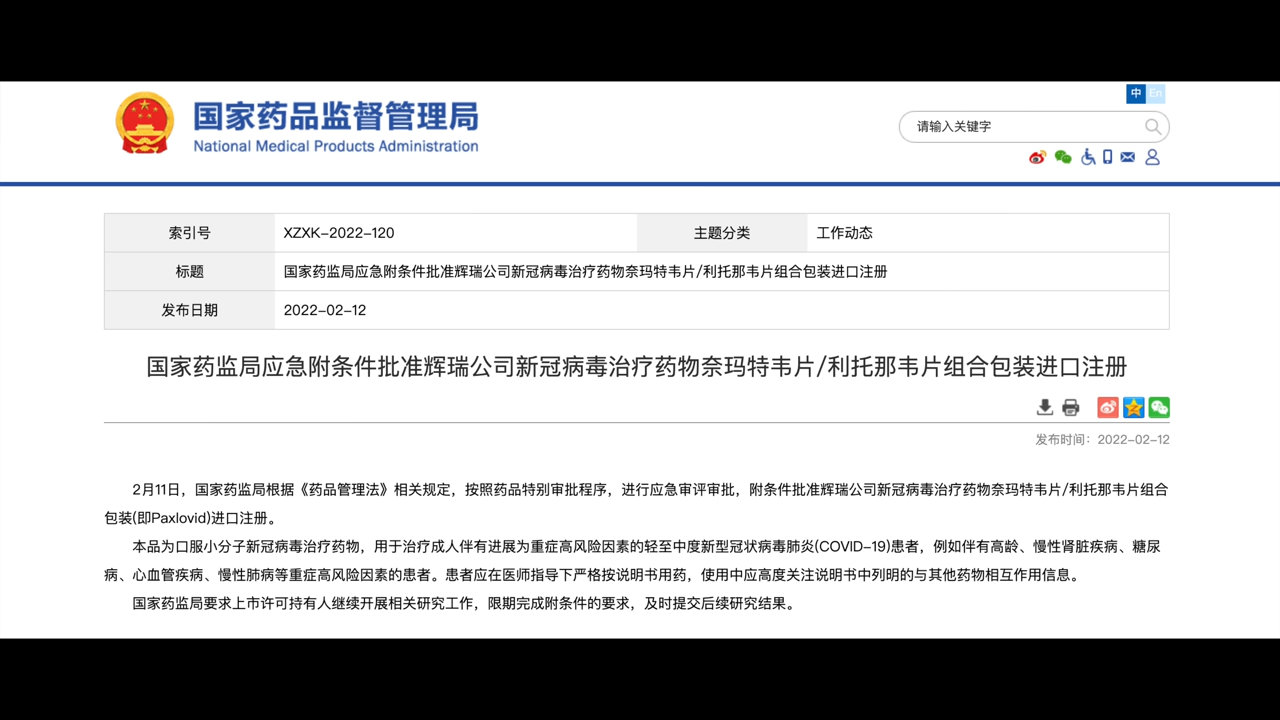 中 En
国家药品监督管理局
National Medical Products Administration
请输入关键字
索引号 XZXK-2022-120 主题分类 工作动态
标题 国家药监局应急附条件批准辉瑞公司新冠病毒治疗药物奈玛特韦片/利托那韦片组合包装进口注册
发布日期 2022-02-12
国家药监局应急附条件批准辉瑞公司新冠病毒治疗药物奈玛特韦片/利托那韦片组合包装进口注册
发布时间：2022-02-12
2月11日，国家药监局根据《药品管理法》相关规定，按照药品特别审批程序，进行应急审评审批，附条件批准辉瑞公司新冠病毒治疗药物奈玛特韦片/利托那韦片组合
包装(即Paxlovid)进口注册。
本品为口服小分子新冠病毒治疗药物，用于治疗成人伴有进展为重症高风险因素的轻至中度新型冠状病毒肺炎(COVID-19)患者，例如伴有高龄、慢性肾脏疾病、糖尿
病、心血管疾病、慢性肺病等重症高风险因素的患者。患者应在医师指导下严格按说明书用药，使用中应高度关注说明书中列明的与其他药物相互作用信息。
国家药监局要求上市许可持有人继续开展相关研究工作，限期完成附条件的要求，及时提交后续研究结果。